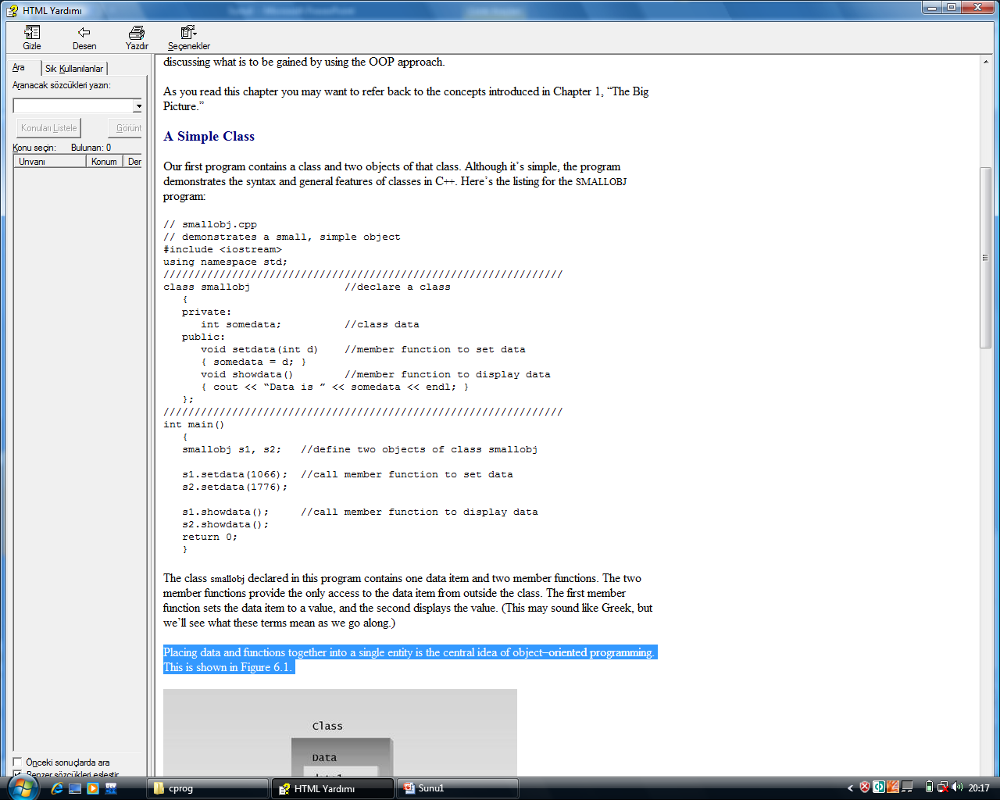 HTML Yardımı
Gizle
Desen
Yazdır
Seçenekler
Ara
Sık Kullanılanlar
Aranacak sözcükleri yazın:
Konuları Listele
Görünt
Konu seçin: Bulunan: 0
Unvanı Konum Der
Önceki sonuçlarda ara
Benzer sözcükleri eşleştir
discussing what is to be gained by using the OOP approach.
As you read this chapter you may want to refer back to the concepts introduced in Chapter 1, “The Big
Picture.”
A Simple Class
Our first program contains a class and two objects of that class. Although it’s simple, the program
demonstrates the syntax and general features of classes in C++. Here’s the listing for the SMALLOBJ
program:
// smallobj.cpp
// demonstrates a small, simple object
#include <iostream>
using namespace std;
////////////////////////////////////////////////////////////////
class smallobj //declare a class
{
private:
int somedata; //class data
public:
void setdata(int d) //member function to set data
{ somedata = d; }
void showdata() //member function to display data
{ cout << “Data is ” << somedata << endl; }
};
////////////////////////////////////////////////////////////////
int main()
{
smallobj s1, s2; //define two objects of class smallobj
s1.setdata(1066); //call member function to set data
s2.setdata(1776);
s1.showdata(); //call member function to display data
s2.showdata();
return 0;
}
The class smallobj declared in this program contains one data item and two member functions. The two
member functions provide the only access to the data item from outside the class. The first member
function sets the data item to a value, and the second displays the value. (This may sound like Greek, but
we’ll see what these terms mean as we go along.)
Placing data and functions together into a single entity is the central idea of object–oriented programming.
This is shown in Figure 6.1.
Class
Data
cprog
HTML Yardımı
Sunu1
20:17